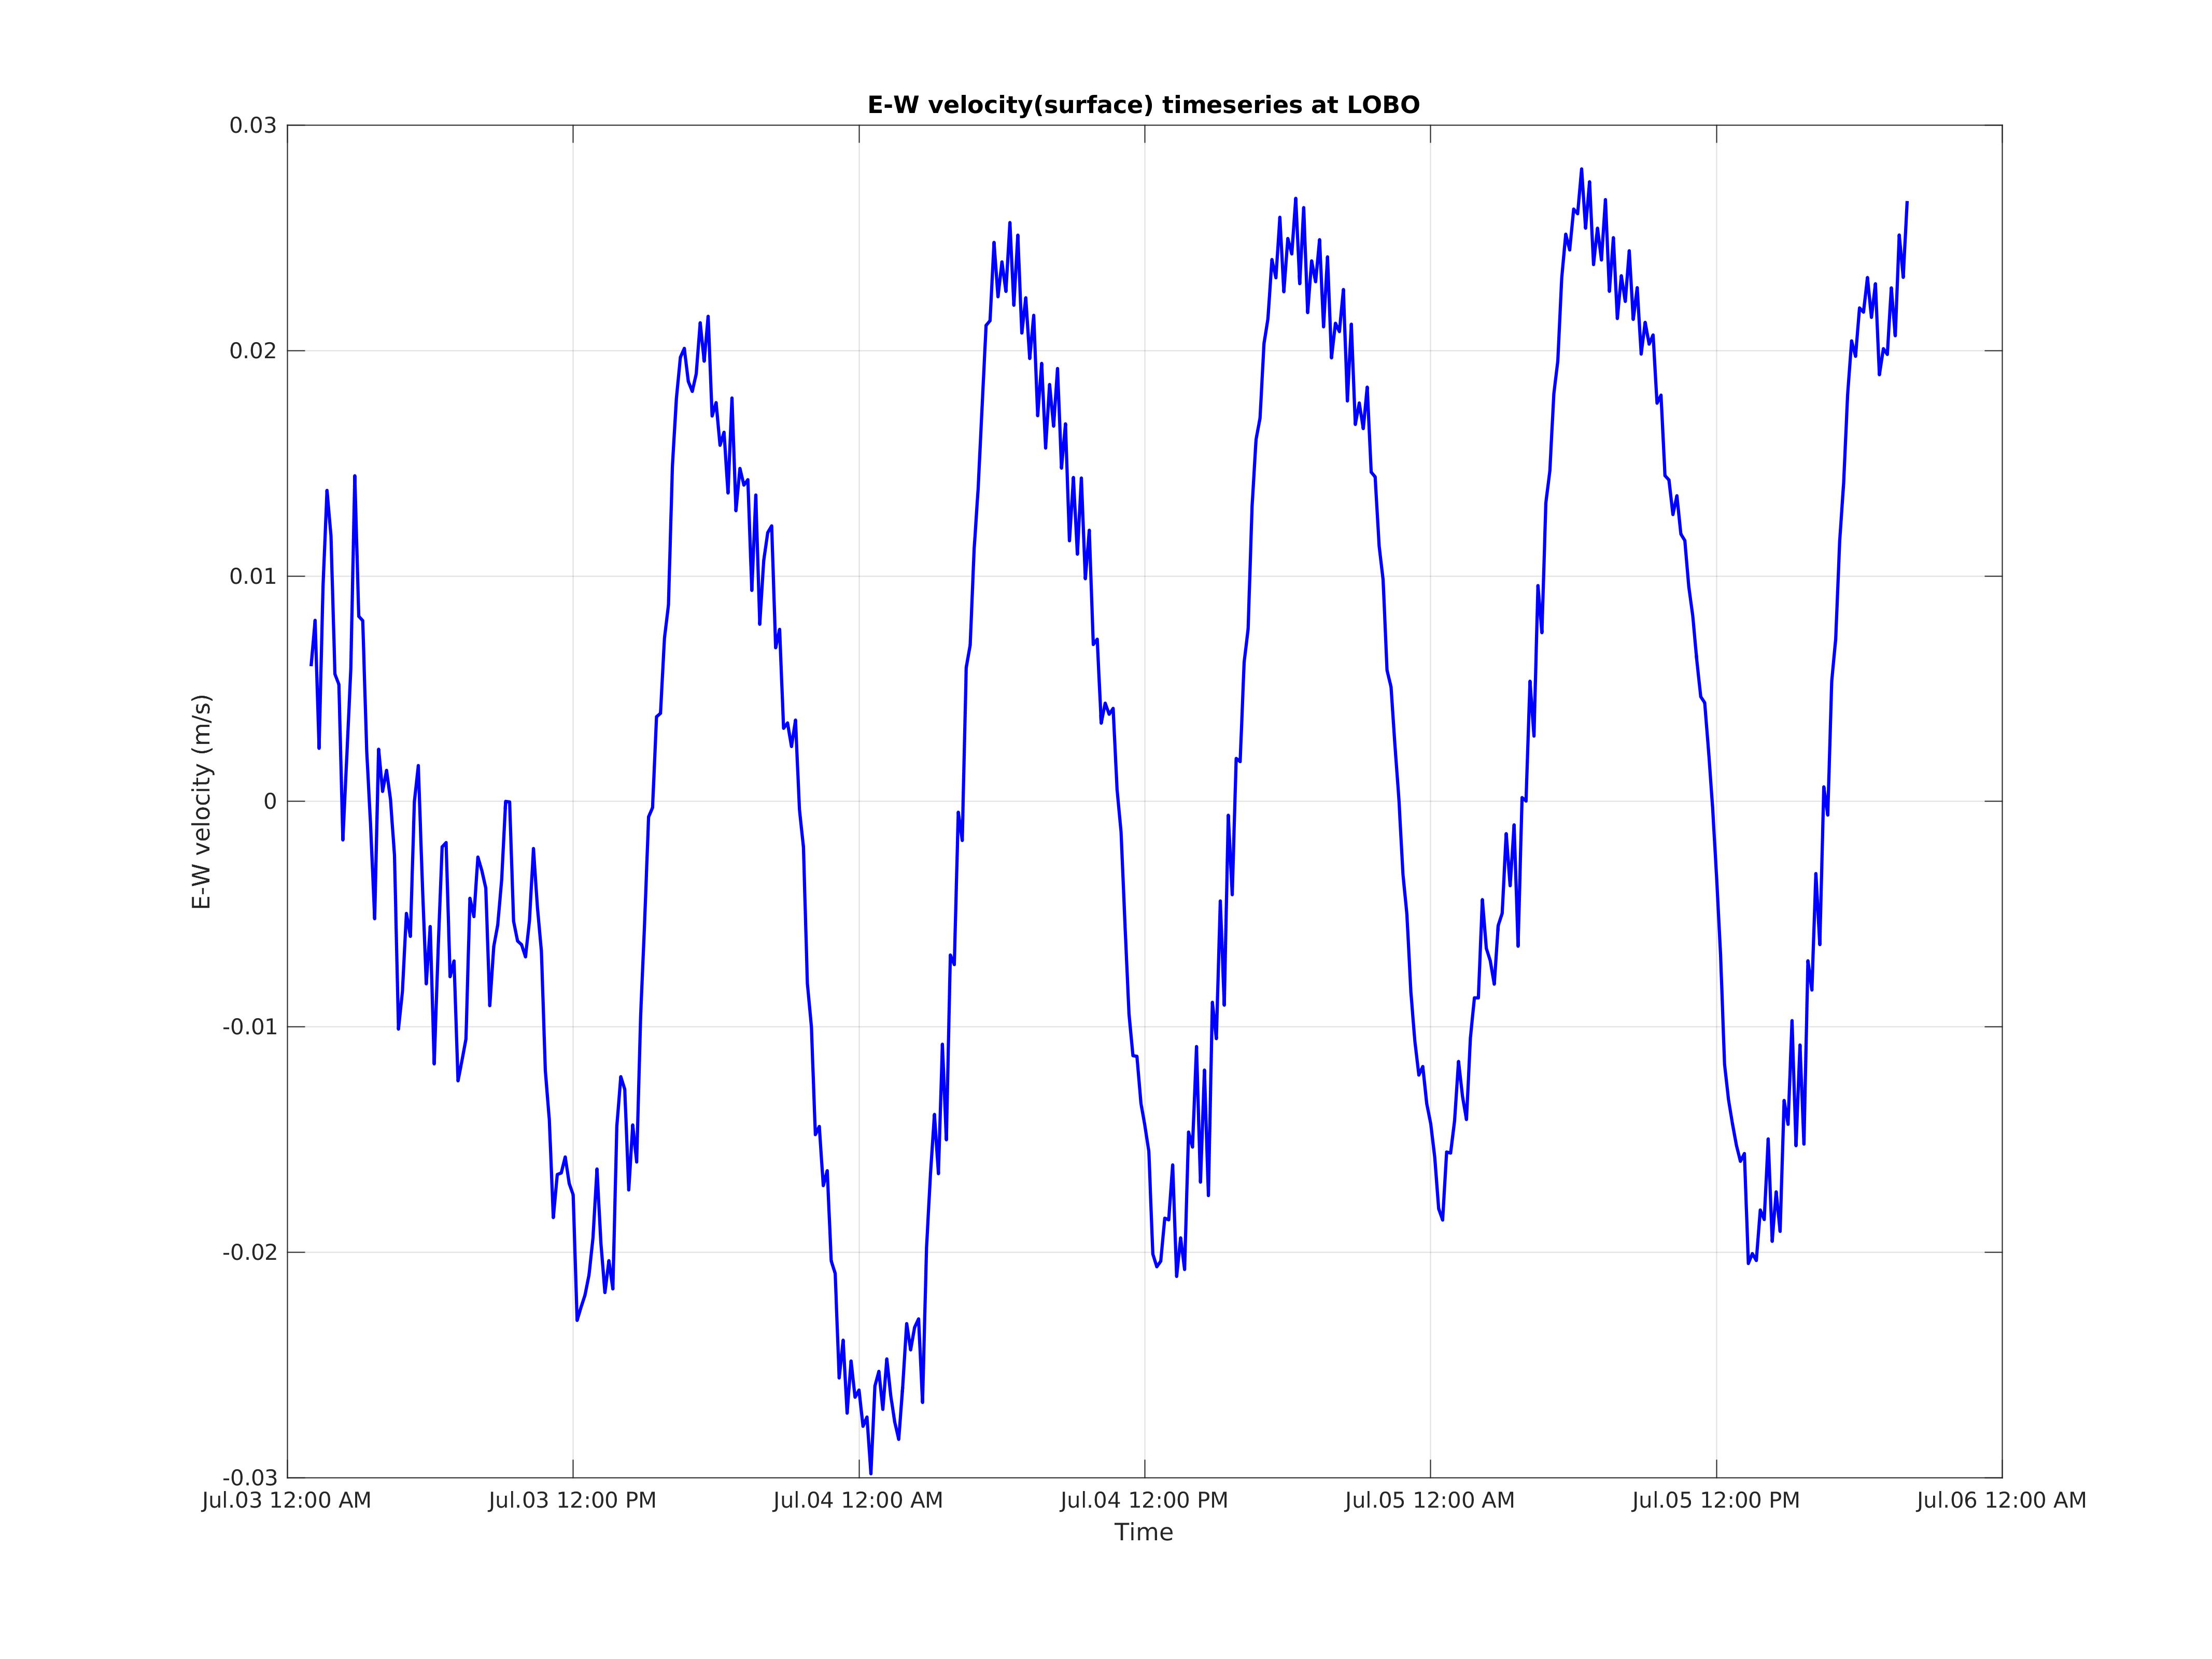 E-W velocity(surface) timeseries at LOBO
0.03
0.02
0.01
0
-0.01
-0.02
-0.03
E-W velocity (m/s)
Jul.03 12:00 AM
Jul.03 12:00 PM
Jul.04 12:00 AM
Jul.04 12:00 PM
Jul.05 12:00 AM
Jul.05 12:00 PM
Jul.06 12:00 AM
Time